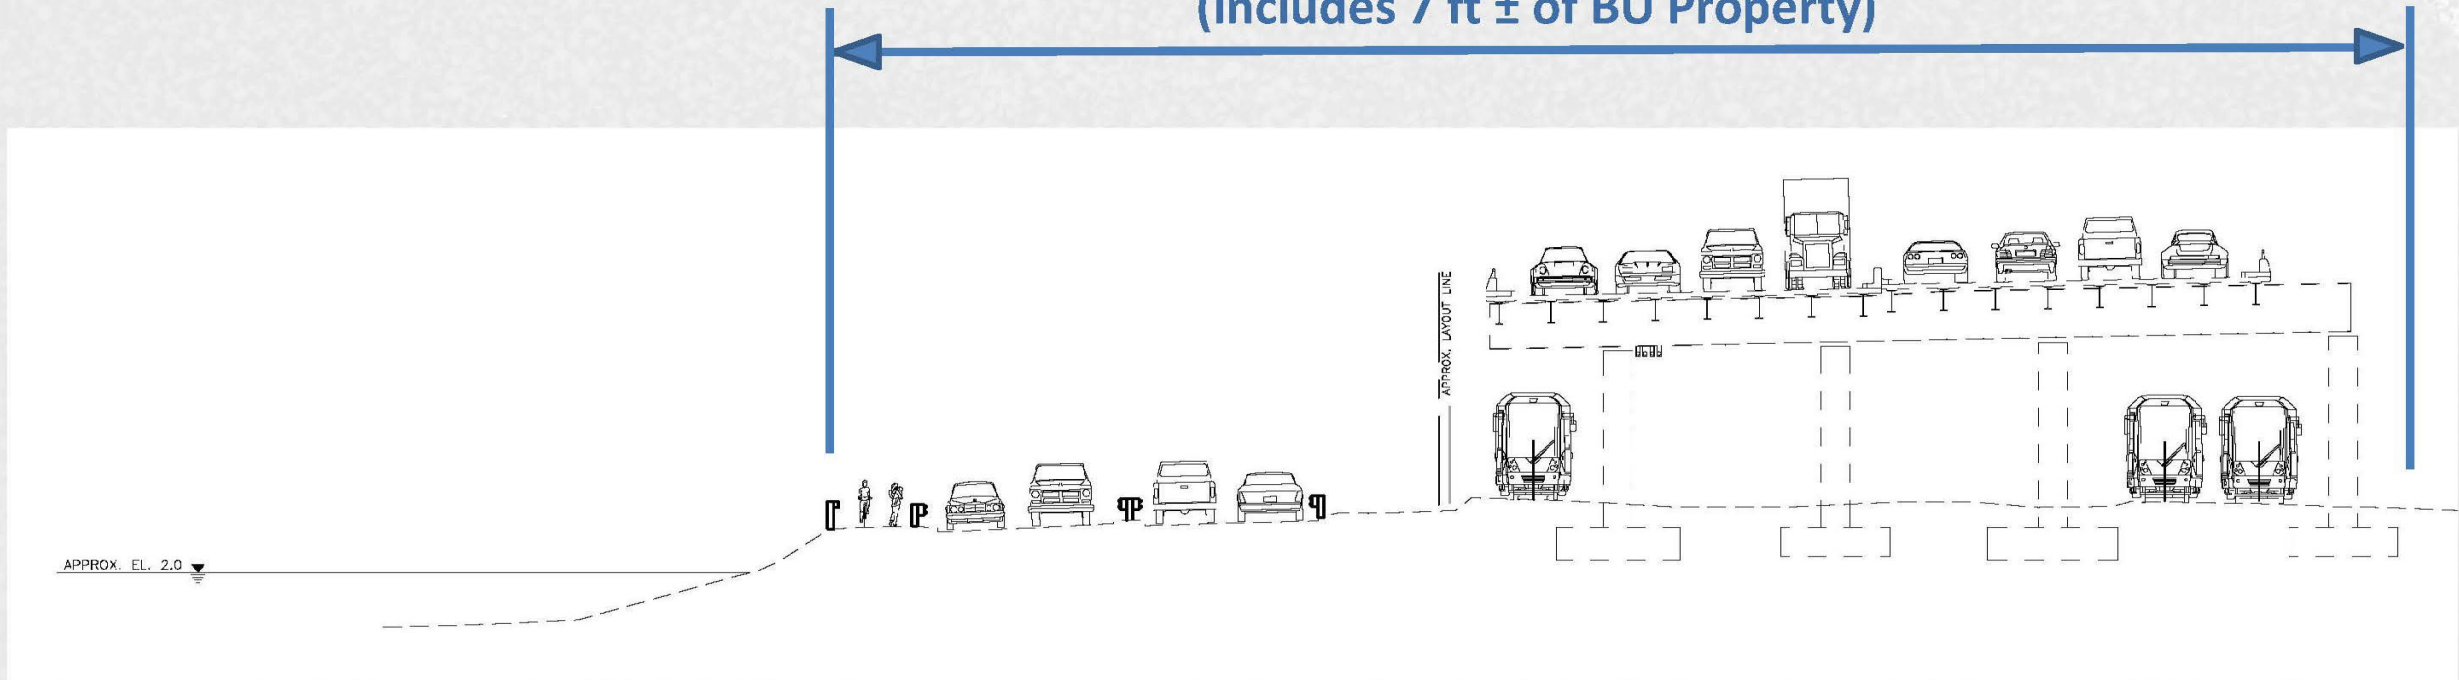 (Includes 7 ft ± of BU Property)
APPROX. LAYOUT LINE
APPROX. EL. 2.0